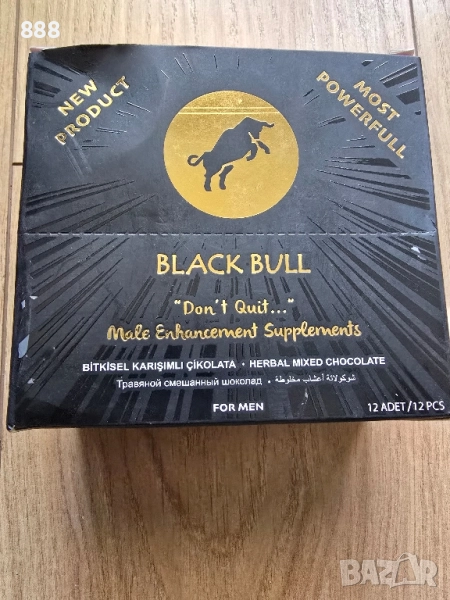 888
NEW
PRODUCT
MOST
POWERFULL
BLACK BULL
"Don't Quit..."
Male Enhancement Supplements
BİTKİSEL KARIŞIMLI ÇİKOLATA • HERBAL MIXED CHOCOLATE
Травяной смешанный шоколад • شوكولاتة أعشاب مخلوطة
FOR MEN
12 ADET/12 PCS
BAZAR